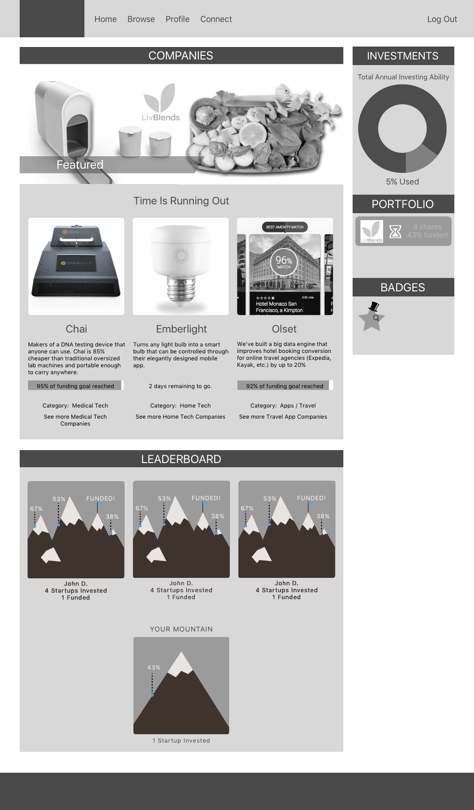 Home Browse Profile Connect
Log Out
COMPANIES
LivBlends
Featured
Time Is Running Out
BEST AMENITY MATCH
96%
MATCH
Hotel Monaco San
Francisco, a Kimpton
Chai
Makers of a DNA testing device that
anyone can use. Chai is 85%
cheaper than traditional oversized
lab machines and portable enough
to carry anywhere.
95% of funding goal reached
Category: Medical Tech
See more Medical Tech
Companies
Emberlight
Turns any light bulb into a smart
bulb that can be controlled through
their elegantly designed mobile
app.
2 days remaining to go.
Category: Home Tech
See more Home Tech Companies
Olset
We've built a big data engine that
improves hotel booking conversion
for online travel agencies (Expedia,
Kayak, etc.) by up to 20%
92% of funding goal reached
Category: Apps / Travel
See more Travel App Companies
INVESTMENTS
Total Annual Investing Ability
5% Used
PORTFOLIO
LivBlends
4 shares
43% funded
BADGES
LEADERBOARD
67%
53%
FUNDED!
38%
John D.
4 Startups Invested
1 Funded
67%
53%
FUNDED!
38%
John D.
4 Startups Invested
1 Funded
67%
53%
FUNDED!
38%
John D.
4 Startups Invested
1 Funded
YOUR MOUNTAIN
43%
1 Startup Invested